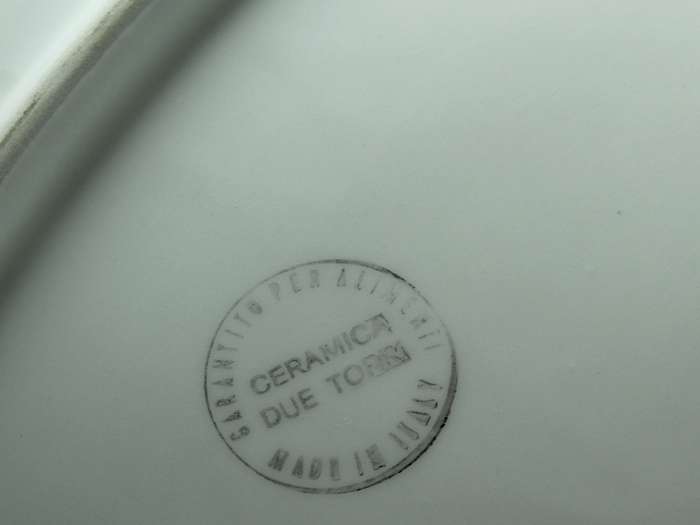 GARANTITO PER ALIMENTI
CERAMICA
DUE TORRI
MADE IN ITALY